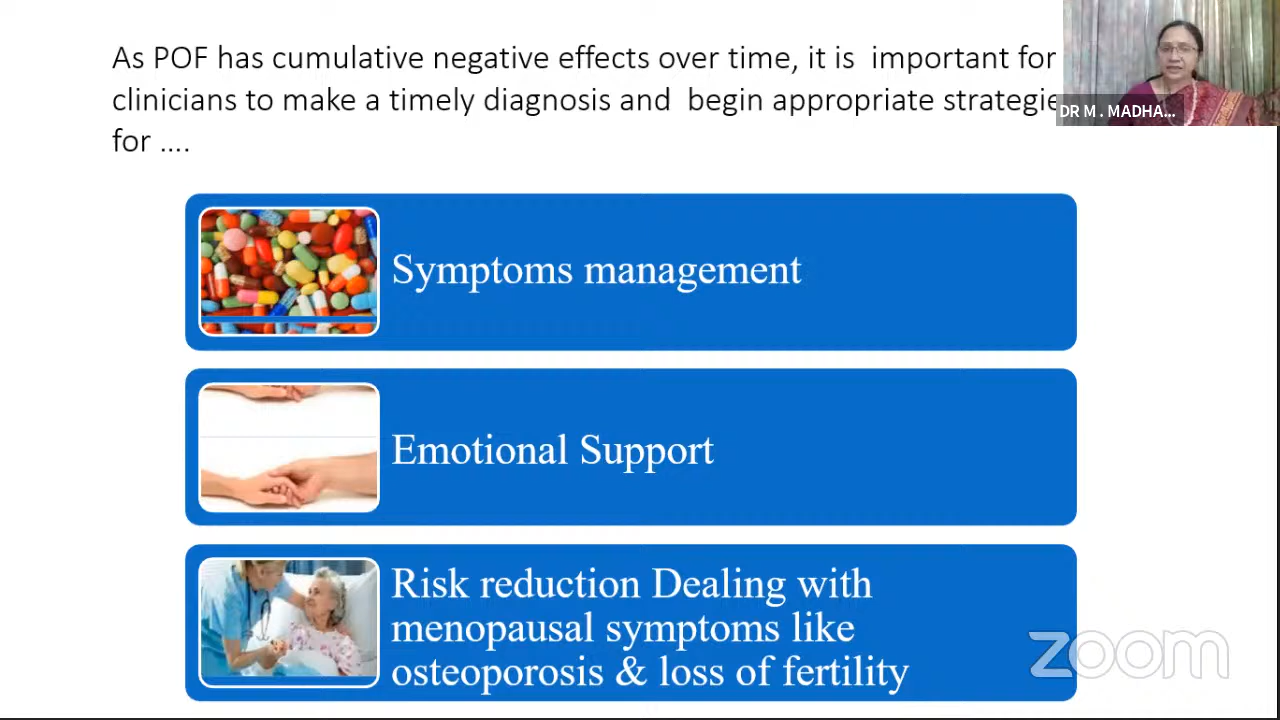 As POF has cumulative negative effects over time, it is important for
clinicians to make a timely diagnosis and begin appropriate strategie
for ....
DR M . MADHA...
Symptoms management
Emotional Support
Risk reduction Dealing with
menopausal symptoms like
osteoporosis & loss of fertility
zoom